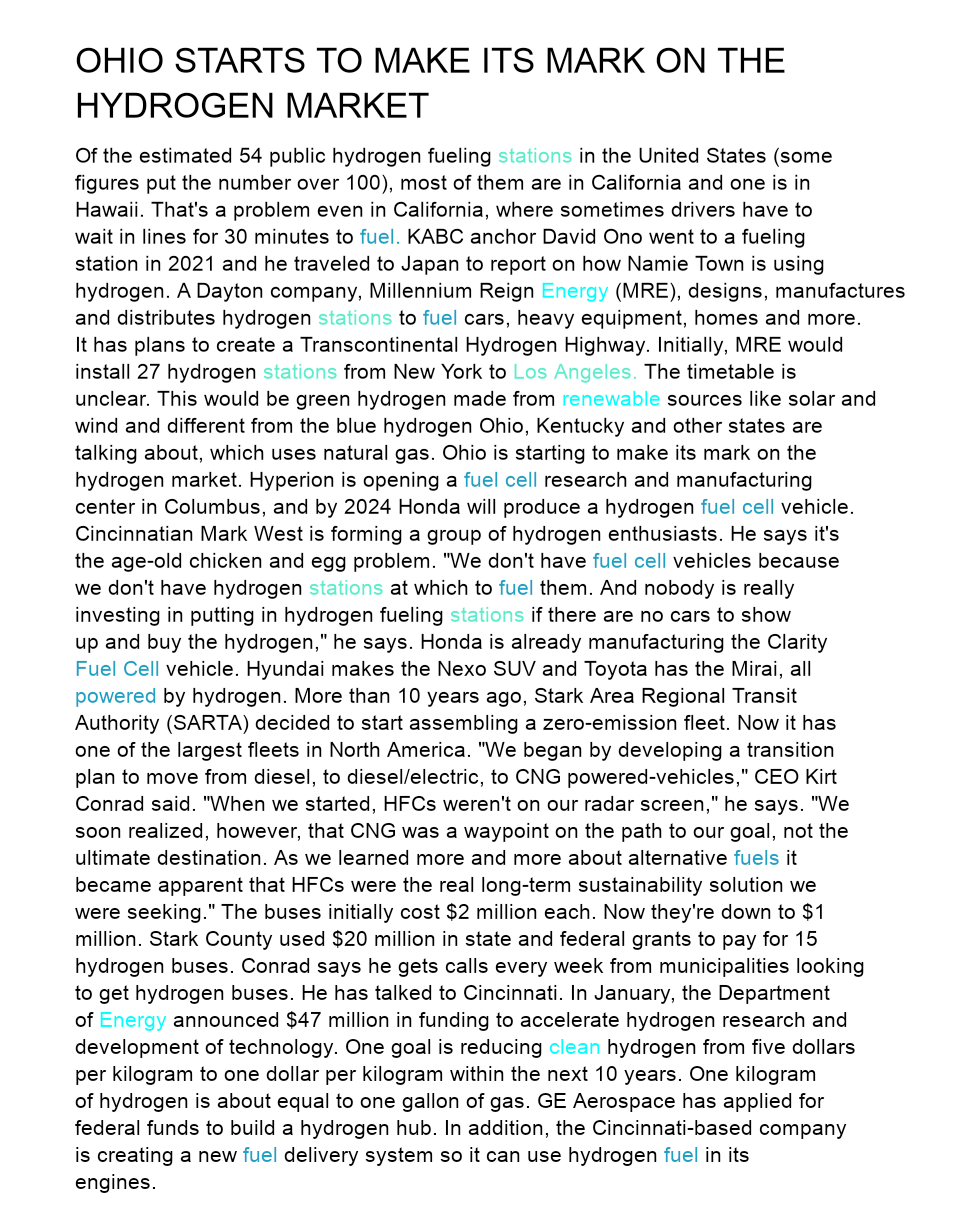 OHIO STARTS TO MAKE ITS MARK ON THE
HYDROGEN MARKET
Of the estimated 54 public hydrogen fueling stations in the United States (some
figures put the number over 100), most of them are in California and one is in
Hawaii. That's a problem even in California, where sometimes drivers have to
wait in lines for 30 minutes to fuel. KABC anchor David Ono went to a fueling
station in 2021 and he traveled to Japan to report on how Namie Town is using
hydrogen. A Dayton company, Millennium Reign Energy (MRE), designs, manufactures
and distributes hydrogen stations to fuel cars, heavy equipment, homes and more.
It has plans to create a Transcontinental Hydrogen Highway. Initially, MRE would
install 27 hydrogen stations from New York to Los Angeles. The timetable is
unclear. This would be green hydrogen made from renewable sources like solar and
wind and different from the blue hydrogen Ohio, Kentucky and other states are
talking about, which uses natural gas. Ohio is starting to make its mark on the
hydrogen market. Hyperion is opening a fuel cell research and manufacturing
center in Columbus, and by 2024 Honda will produce a hydrogen fuel cell vehicle.
Cincinnatian Mark West is forming a group of hydrogen enthusiasts. He says it's
the age-old chicken and egg problem. "We don't have fuel cell vehicles because
we don't have hydrogen stations at which to fuel them. And nobody is really
investing in putting in hydrogen fueling stations if there are no cars to show
up and buy the hydrogen," he says. Honda is already manufacturing the Clarity
Fuel Cell vehicle. Hyundai makes the Nexo SUV and Toyota has the Mirai, all
powered by hydrogen. More than 10 years ago, Stark Area Regional Transit
Authority (SARTA) decided to start assembling a zero-emission fleet. Now it has
one of the largest fleets in North America. "We began by developing a transition
plan to move from diesel, to diesel/electric, to CNG powered-vehicles," CEO Kirt
Conrad said. "When we started, HFCs weren't on our radar screen," he says. "We
soon realized, however, that CNG was a waypoint on the path to our goal, not the
ultimate destination. As we learned more and more about alternative fuels it
became apparent that HFCs were the real long-term sustainability solution we
were seeking." The buses initially cost $2 million each. Now they're down to $1
million. Stark County used $20 million in state and federal grants to pay for 15
hydrogen buses. Conrad says he gets calls every week from municipalities looking
to get hydrogen buses. He has talked to Cincinnati. In January, the Department
of Energy announced $47 million in funding to accelerate hydrogen research and
development of technology. One goal is reducing clean hydrogen from five dollars
per kilogram to one dollar per kilogram within the next 10 years. One kilogram
of hydrogen is about equal to one gallon of gas. GE Aerospace has applied for
federal funds to build a hydrogen hub. In addition, the Cincinnati-based company
is creating a new fuel delivery system so it can use hydrogen fuel in its
engines.